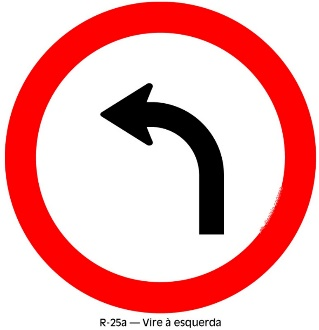 R-25a — Vire à esquerda